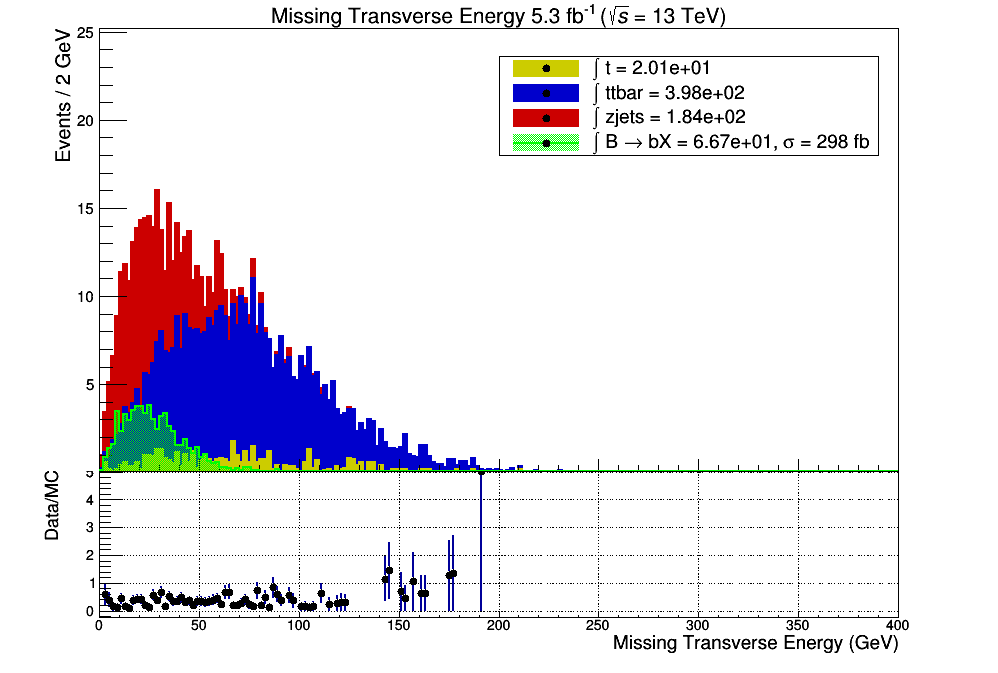 Missing Transverse Energy 5.3 fb⁻¹ (√s = 13 TeV)
Events / 2 GeV
25
20
15
10
5
∫ t = 2.01e+01
∫ ttbar = 3.98e+02
∫ zjets = 1.84e+02
∫ B → bX = 6.67e+01, σ = 298 fb
Data/MC
5
4
3
2
1
0
0 50 100 150 200 250 300 350 400
Missing Transverse Energy (GeV)